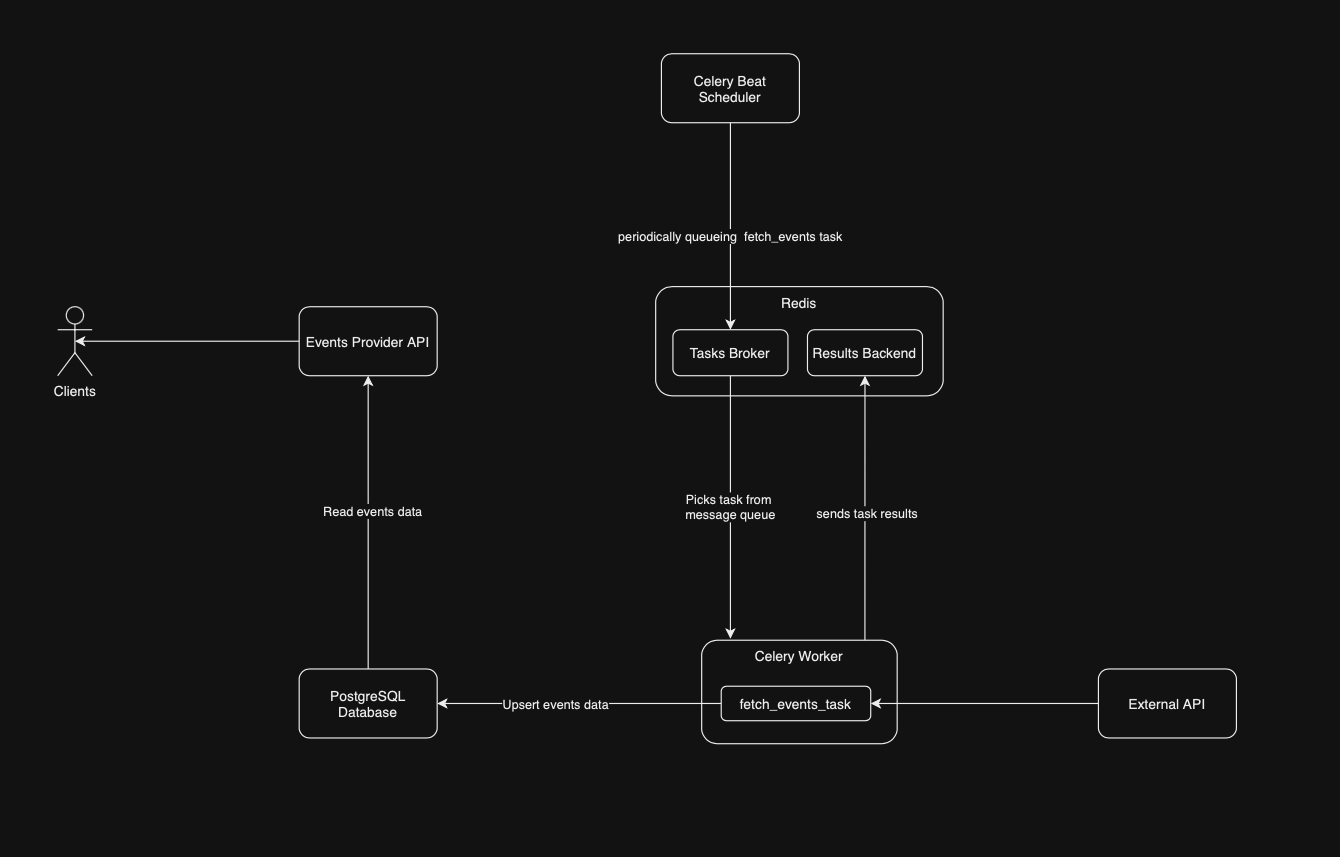 Celery Beat
Scheduler
periodically queueing  fetch_events task
Redis
Tasks Broker
Results Backend
Events Provider API
Clients
Picks task from
message queue
sends task results
Read events data
Celery Worker
fetch_events_task
PostgreSQL
Database
Upsert events data
External API